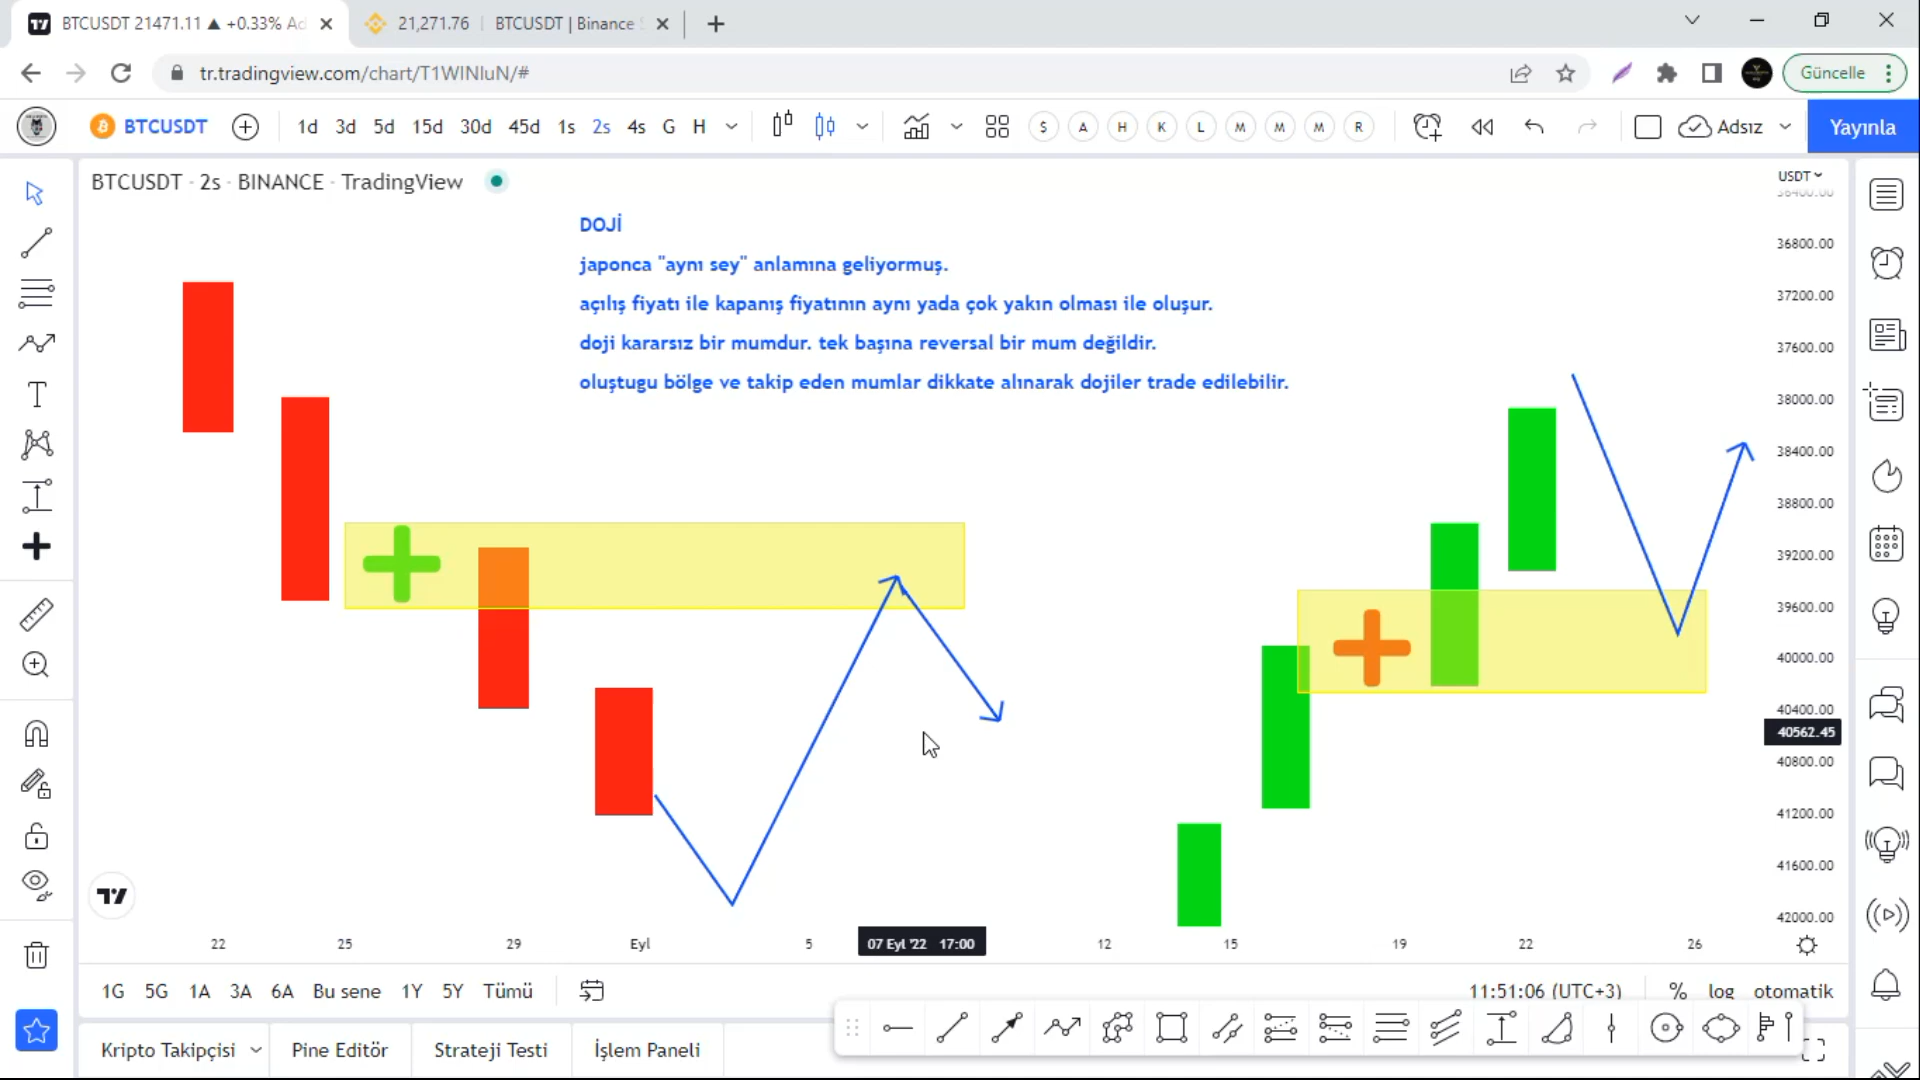 BTCUSDT 21471.11 ▲ +0.33% Ad
21,271.76 | BTCUSDT | Binance S
tr.tradingview.com/chart/T1WINluN/#
Güncelle
BTCUSDT
1d 3d 5d 15d 30d 45d 1s 2s 4s G H
$ A H K L M M M R
Adsız
Yayınla
BTCUSDT · 2s · BINANCE · TradingView
USDT
36400.00
36800.00
37200.00
37600.00
38000.00
38400.00
38800.00
39200.00
39600.00
40000.00
40400.00
40562.45
40800.00
41200.00
41600.00
42000.00
DOJİ
japonca "aynı sey" anlamına geliyormuş.
açılış fiyatı ile kapanış fiyatının aynı yada çok yakın olması ile oluşur.
doji kararsız bir mumdur. tek başına reversal bir mum değildir.
oluştugu bölge ve takip eden mumlar dikkate alınarak dojiler trade edilebilir.
22 25 29 Eyl 5 07 Eyl '22 17:00 12 15 19 22 26
1G 5G 1A 3A 6A Bu sene 1Y 5Y Tümü
11:51:06 (UTC+3) % log otomatik
Kripto Takipçisi Pine Editör Strateji Testi İşlem Paneli